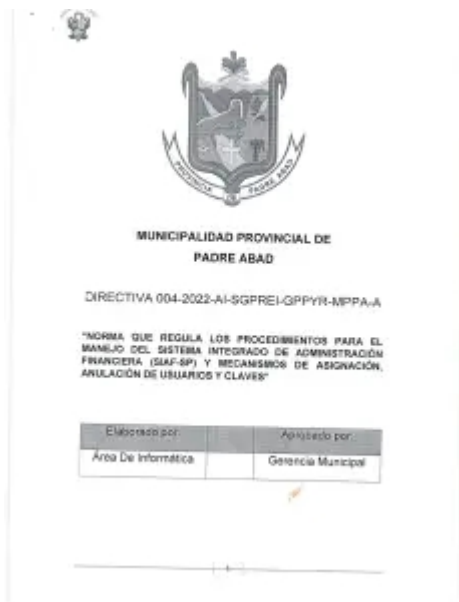 PROVINCIA DE PADRE ABAD
MUNICIPALIDAD PROVINCIAL DE
PADRE ABAD
DIRECTIVA 004-2022-AI-SGPREI-GPPYR-MPPA-A
"NORMA QUE REGULA LOS PROCEDIMIENTOS PARA EL
MANEJO DEL SISTEMA INTEGRADO DE ADMINISTRACIÓN
FINANCIERA (SIAF-SP) Y MECANISMOS DE ASIGNACIÓN,
ANULACIÓN DE USUARIOS Y CLAVES"
Elaborado por: Aprobado por:
Área De Informática Gerencia Municipal